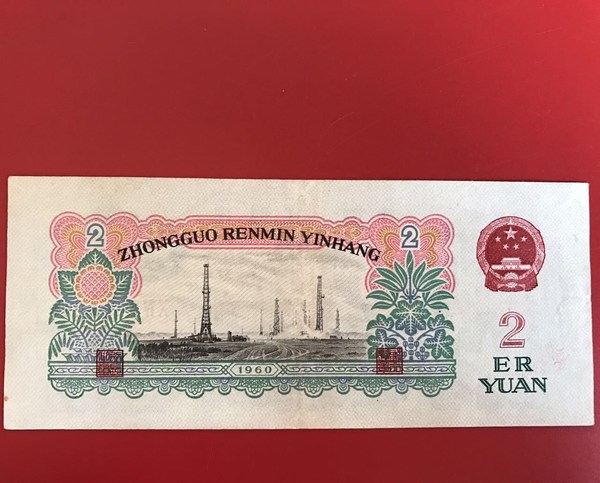 2
2
ZHONGGUO RENMIN YINHANG
1960
2
ER
YUAN